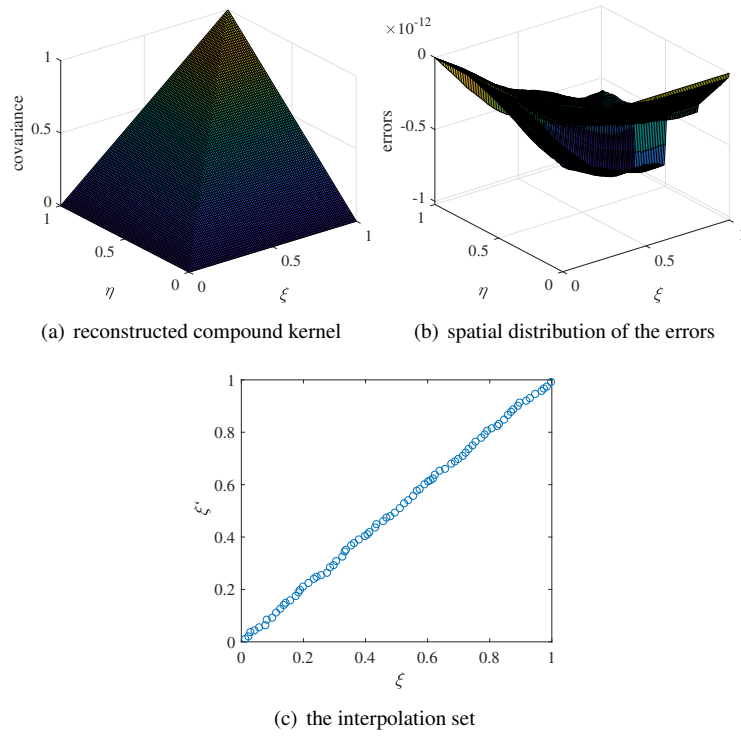 ×10⁻¹²
1
0.5
0
covariance
1
0.5
0
0
0.5
1
η
ξ
0
-0.5
-1
errors
1
0.5
0
0
0.5
1
η
ξ
(a) reconstructed compound kernel
(b) spatial distribution of the errors
1
0.8
0.6
0.4
0.2
0
ξ‘
0
0.2
0.4
0.6
0.8
1
ξ
(c) the interpolation set